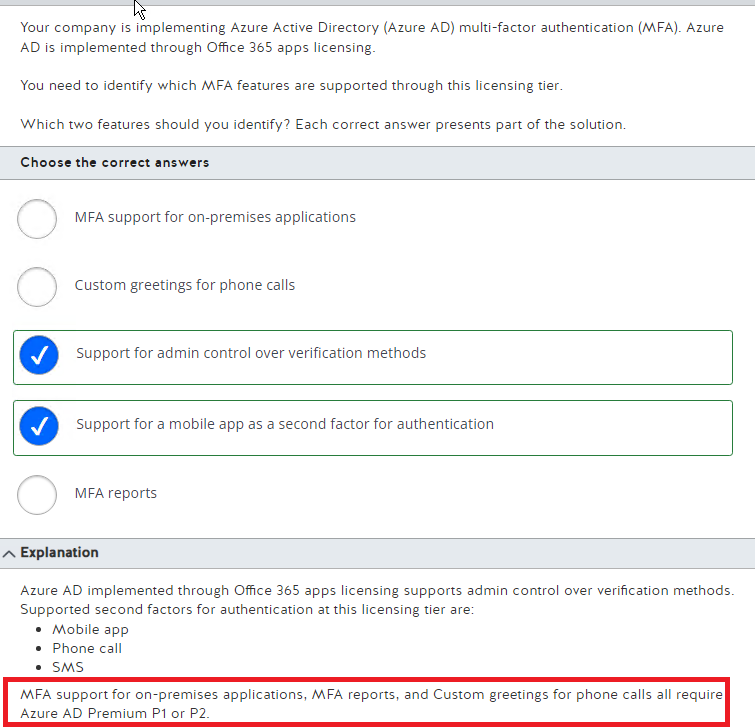 Your company is implementing Azure Active Directory (Azure AD) multi-factor authentication (MFA). Azure
AD is implemented through Office 365 apps licensing.
You need to identify which MFA features are supported through this licensing tier.
Which two features should you identify? Each correct answer presents part of the solution.
Choose the correct answers
MFA support for on-premises applications
Custom greetings for phone calls
Support for admin control over verification methods
Support for a mobile app as a second factor for authentication
MFA reports
Explanation
Azure AD implemented through Office 365 apps licensing supports admin control over verification methods.
Supported second factors for authentication at this licensing tier are:
• Mobile app
• Phone call
• SMS
MFA support for on-premises applications, MFA reports, and Custom greetings for phone calls all require
Azure AD Premium P1 or P2.